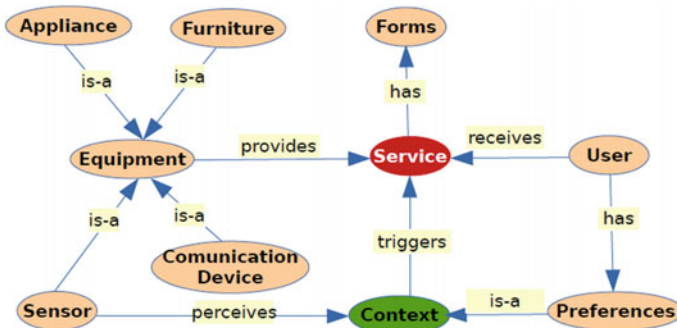 Appliance
Furniture
Forms
is-a
is-a
has
provides
receives
Equipment
Service
User
is-a
is-a
has
triggers
Comunication
Device
is-a
Sensor
perceives
Context
Preferences